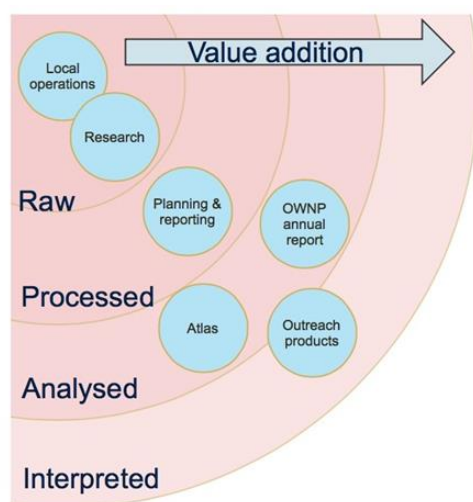 Value addition
Local
operations
Research
Raw
Planning &
reporting
OWNP
annual
report
Processed
Atlas
Outreach
products
Analysed
Interpreted